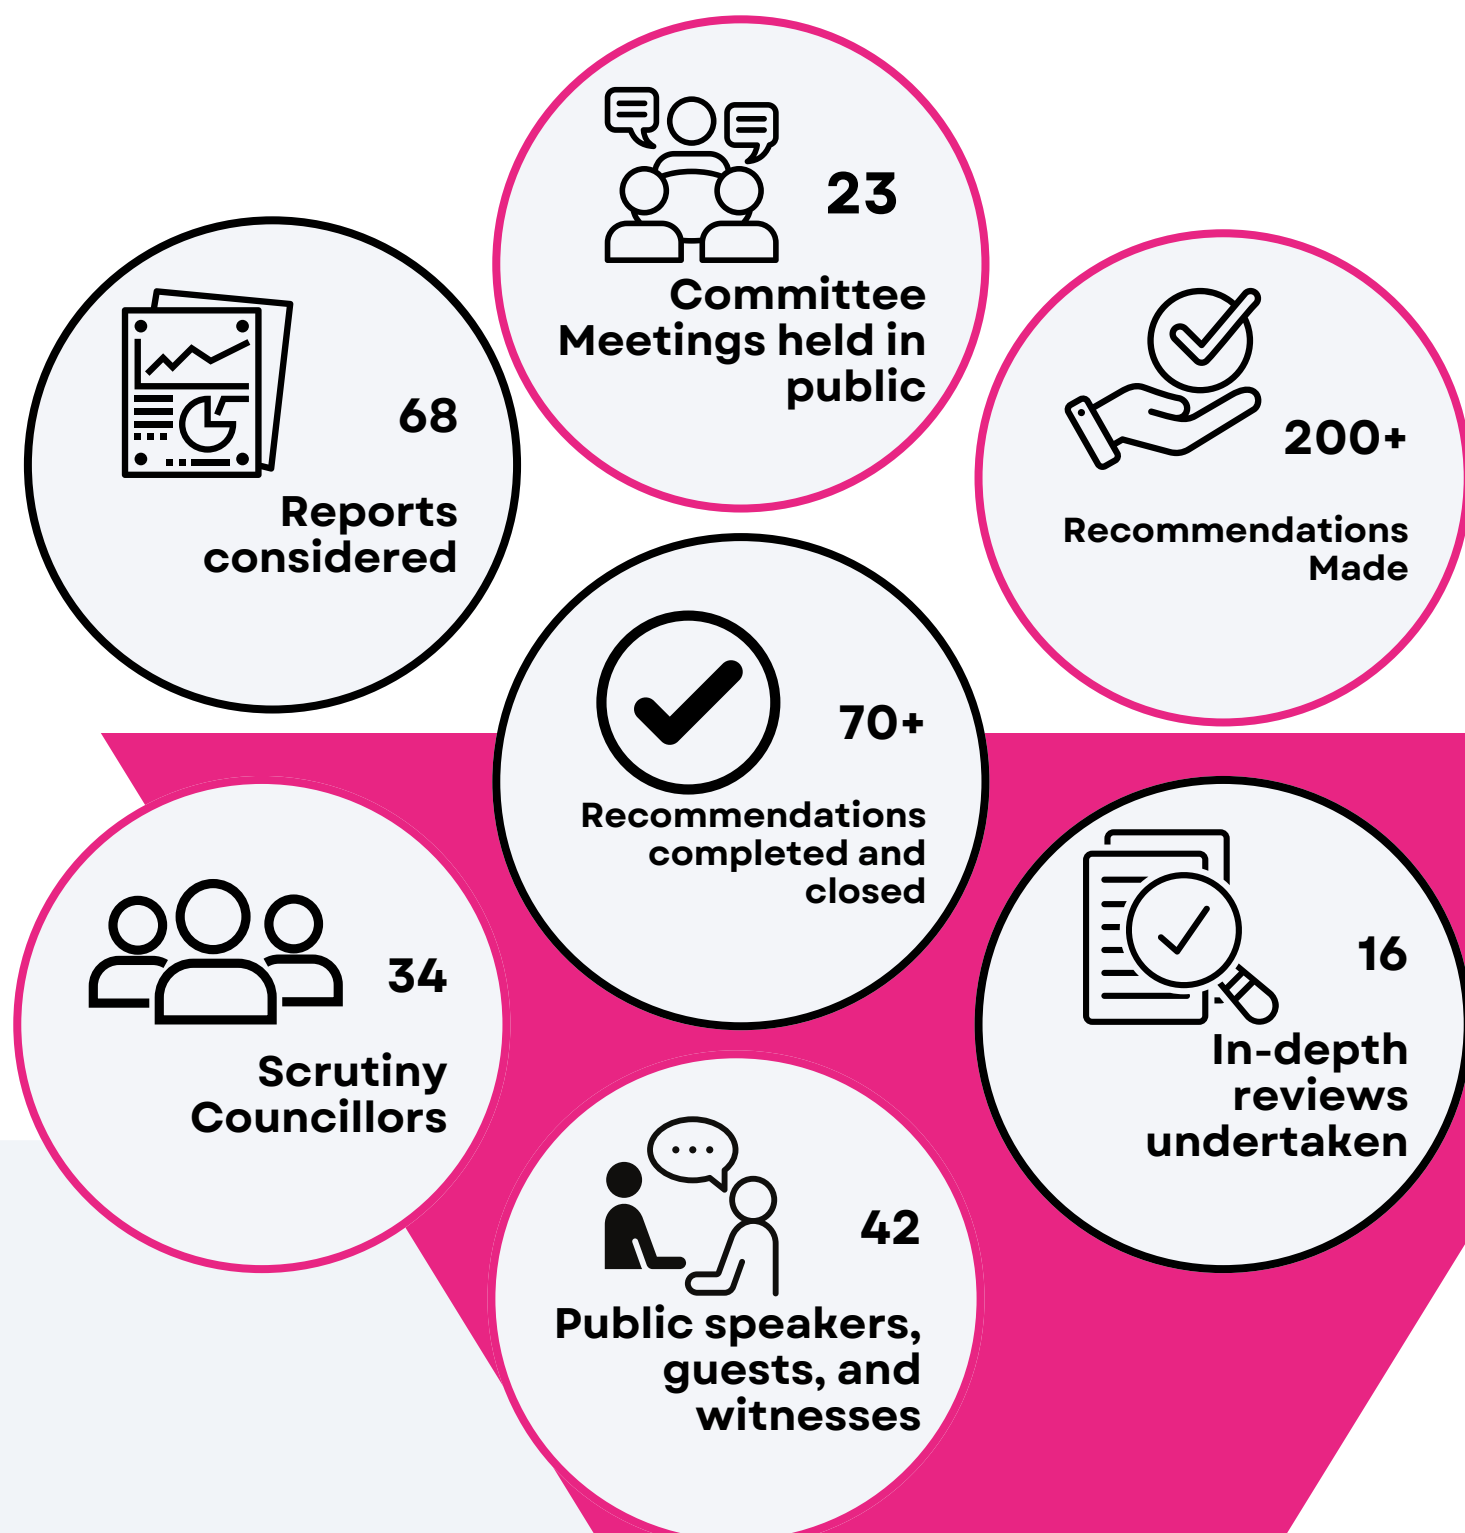 23
Committee
Meetings held in
public
68
Reports
considered
200+
Recommendations
Made
70+
Recommendations
completed and
closed
34
Scrutiny
Councillors
16
In-depth
reviews
undertaken
42
Public speakers,
guests, and
witnesses